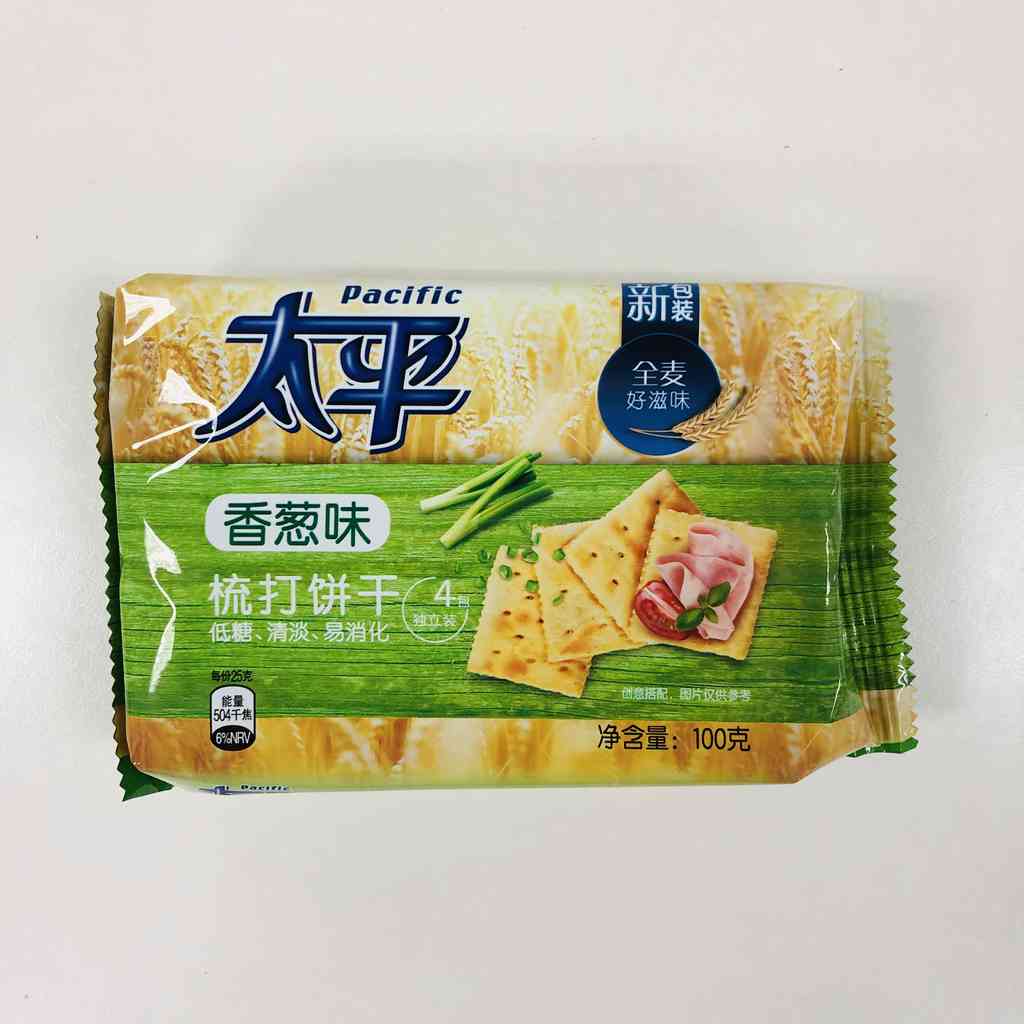 Pacific
太平
新包装
全麦
好滋味
香葱味
梳打饼干
4包
独立装
低糖、清淡、易消化
每份25克
能量
504千焦
6%NRV
创意搭配，图片仅供参考
净含量：100克
Pacific